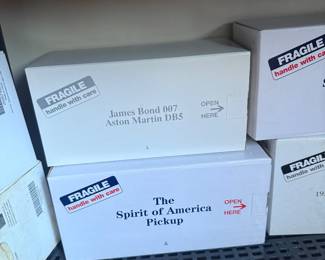 FRAGILE
handle with care
James Bond 007
Aston Martin DB5
OPEN
HERE
FRAGILE
handle with care
The
Spirit of America
Pickup
OPEN
HERE
FRAGILE
handle with care
S
FRAGILE
handle with care
19